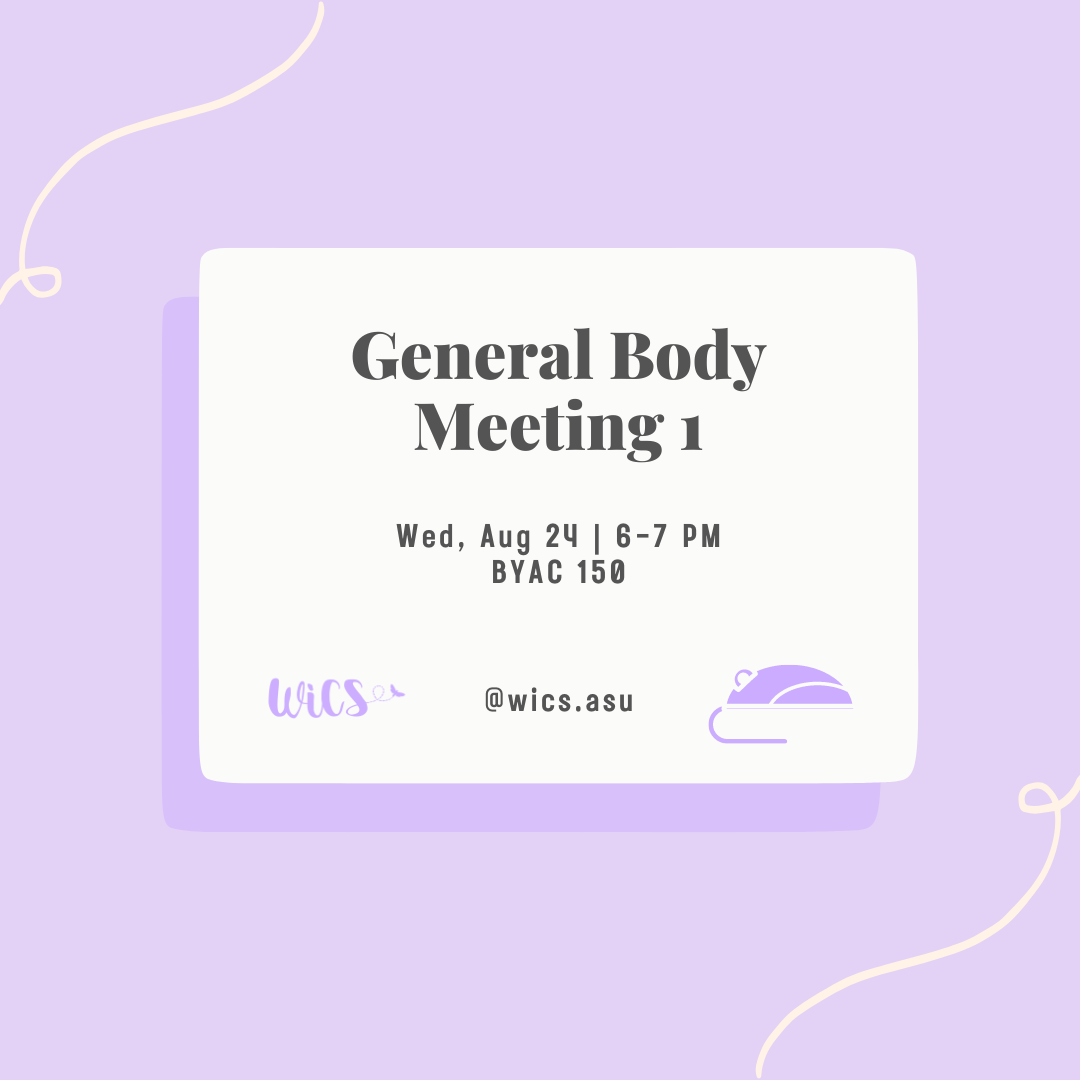 General Body
Meeting 1
Wed, Aug 24 | 6-7 PM
BYAC 150
WiCS
@wics.asu